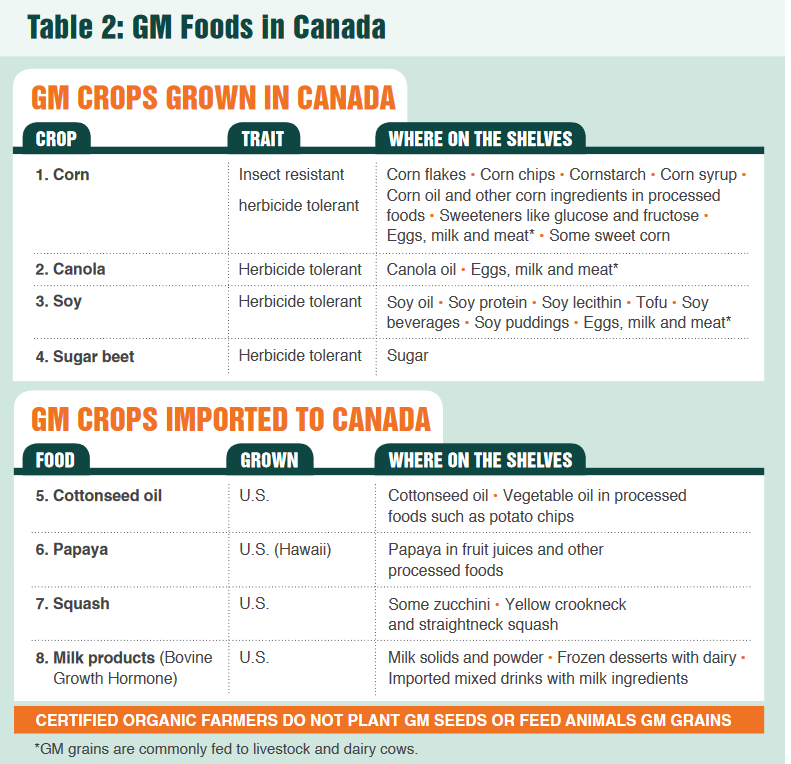 Table 2: GM Foods in Canada
GM CROPS GROWN IN CANADA
CROP TRAIT WHERE ON THE SHELVES
1. Corn Insect resistant Corn flakes • Corn chips • Cornstarch • Corn syrup •
herbicide tolerant Corn oil and other corn ingredients in processed
foods • Sweeteners like glucose and fructose •
Eggs, milk and meat* • Some sweet corn
2. Canola Herbicide tolerant Canola oil • Eggs, milk and meat*
3. Soy Herbicide tolerant Soy oil • Soy protein • Soy lecithin • Tofu • Soy
beverages • Soy puddings • Eggs, milk and meat*
4. Sugar beet Herbicide tolerant Sugar
GM CROPS IMPORTED TO CANADA
FOOD GROWN WHERE ON THE SHELVES
5. Cottonseed oil U.S. Cottonseed oil • Vegetable oil in processed
foods such as potato chips
6. Papaya U.S. (Hawaii) Papaya in fruit juices and other
processed foods
7. Squash U.S. Some zucchini • Yellow crookneck
and straightneck squash
8. Milk products (Bovine U.S. Milk solids and powder • Frozen desserts with dairy •
Growth Hormone) Imported mixed drinks with milk ingredients
CERTIFIED ORGANIC FARMERS DO NOT PLANT GM SEEDS OR FEED ANIMALS GM GRAINS
*GM grains are commonly fed to livestock and dairy cows.